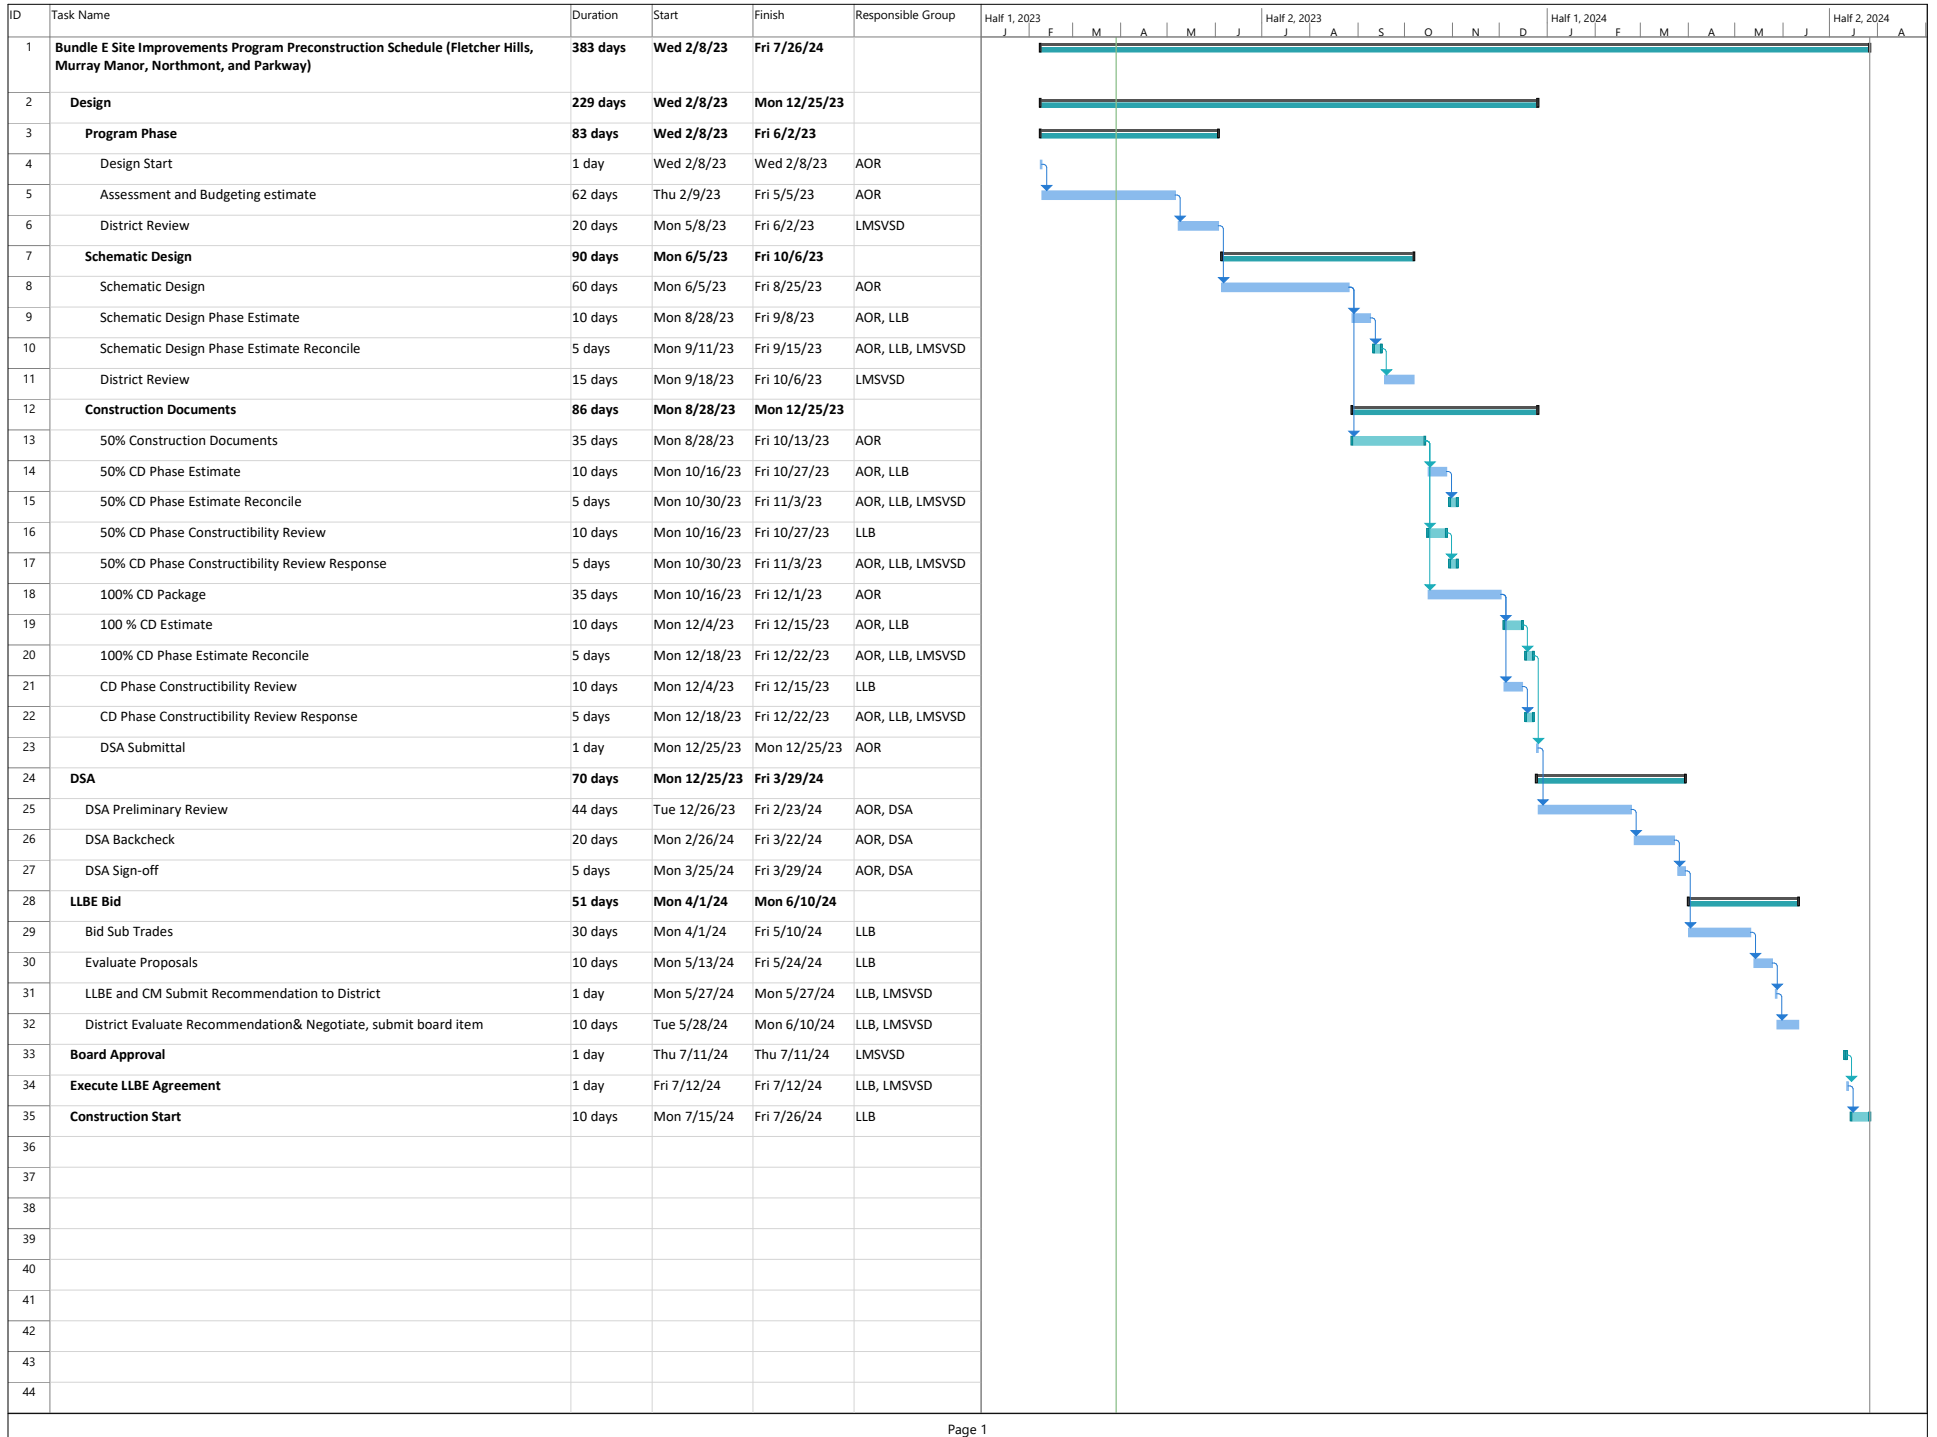 ID Task Name Duration Start Finish Responsible Group
Half 1, 2023 Half 2, 2023 Half 1, 2024 Half 2, 2024
J F M A M J J A S O N D J F M A M J J A
1 Bundle E Site Improvements Program Preconstruction Schedule (Fletcher Hills, 383 days Wed 2/8/23 Fri 7/26/24
Murray Manor, Northmont, and Parkway)
2 Design 229 days Wed 2/8/23 Mon 12/25/23
3 Program Phase 83 days Wed 2/8/23 Fri 6/2/23
4 Design Start 1 day Wed 2/8/23 Wed 2/8/23 AOR
5 Assessment and Budgeting estimate 62 days Thu 2/9/23 Fri 5/5/23 AOR
6 District Review 20 days Mon 5/8/23 Fri 6/2/23 LMSVSD
7 Schematic Design 90 days Mon 6/5/23 Fri 10/6/23
8 Schematic Design 60 days Mon 6/5/23 Fri 8/25/23 AOR
9 Schematic Design Phase Estimate 10 days Mon 8/28/23 Fri 9/8/23 AOR, LLB
10 Schematic Design Phase Estimate Reconcile 5 days Mon 9/11/23 Fri 9/15/23 AOR, LLB, LMSVSD
11 District Review 15 days Mon 9/18/23 Fri 10/6/23 LMSVSD
12 Construction Documents 86 days Mon 8/28/23 Mon 12/25/23
13 50% Construction Documents 35 days Mon 8/28/23 Fri 10/13/23 AOR
14 50% CD Phase Estimate 10 days Mon 10/16/23 Fri 10/27/23 AOR, LLB
15 50% CD Phase Estimate Reconcile 5 days Mon 10/30/23 Fri 11/3/23 AOR, LLB, LMSVSD
16 50% CD Phase Constructibility Review 10 days Mon 10/16/23 Fri 10/27/23 LLB
17 50% CD Phase Constructibility Review Response 5 days Mon 10/30/23 Fri 11/3/23 AOR, LLB, LMSVSD
18 100% CD Package 35 days Mon 10/16/23 Fri 12/1/23 AOR
19 100 % CD Estimate 10 days Mon 12/4/23 Fri 12/15/23 AOR, LLB
20 100% CD Phase Estimate Reconcile 5 days Mon 12/18/23 Fri 12/22/23 AOR, LLB, LMSVSD
21 CD Phase Constructibility Review 10 days Mon 12/4/23 Fri 12/15/23 LLB
22 CD Phase Constructibility Review Response 5 days Mon 12/18/23 Fri 12/22/23 AOR, LLB, LMSVSD
23 DSA Submittal 1 day Mon 12/25/23 Mon 12/25/23 AOR
24 DSA 70 days Mon 12/25/23 Fri 3/29/24
25 DSA Preliminary Review 44 days Tue 12/26/23 Fri 2/23/24 AOR, DSA
26 DSA Backcheck 20 days Mon 2/26/24 Fri 3/22/24 AOR, DSA
27 DSA Sign-off 5 days Mon 3/25/24 Fri 3/29/24 AOR, DSA
28 LLBE Bid 51 days Mon 4/1/24 Mon 6/10/24
29 Bid Sub Trades 30 days Mon 4/1/24 Fri 5/10/24 LLB
30 Evaluate Proposals 10 days Mon 5/13/24 Fri 5/24/24 LLB
31 LLBE and CM Submit Recommendation to District 1 day Mon 5/27/24 Mon 5/27/24 LLB, LMSVSD
32 District Evaluate Recommendation& Negotiate, submit board item 10 days Tue 5/28/24 Mon 6/10/24 LLB, LMSVSD
33 Board Approval 1 day Thu 7/11/24 Thu 7/11/24 LMSVSD
34 Execute LLBE Agreement 1 day Fri 7/12/24 Fri 7/12/24 LLB, LMSVSD
35 Construction Start 10 days Mon 7/15/24 Fri 7/26/24 LLB
36
37
38
39
40
41
42
43
44
Page 1